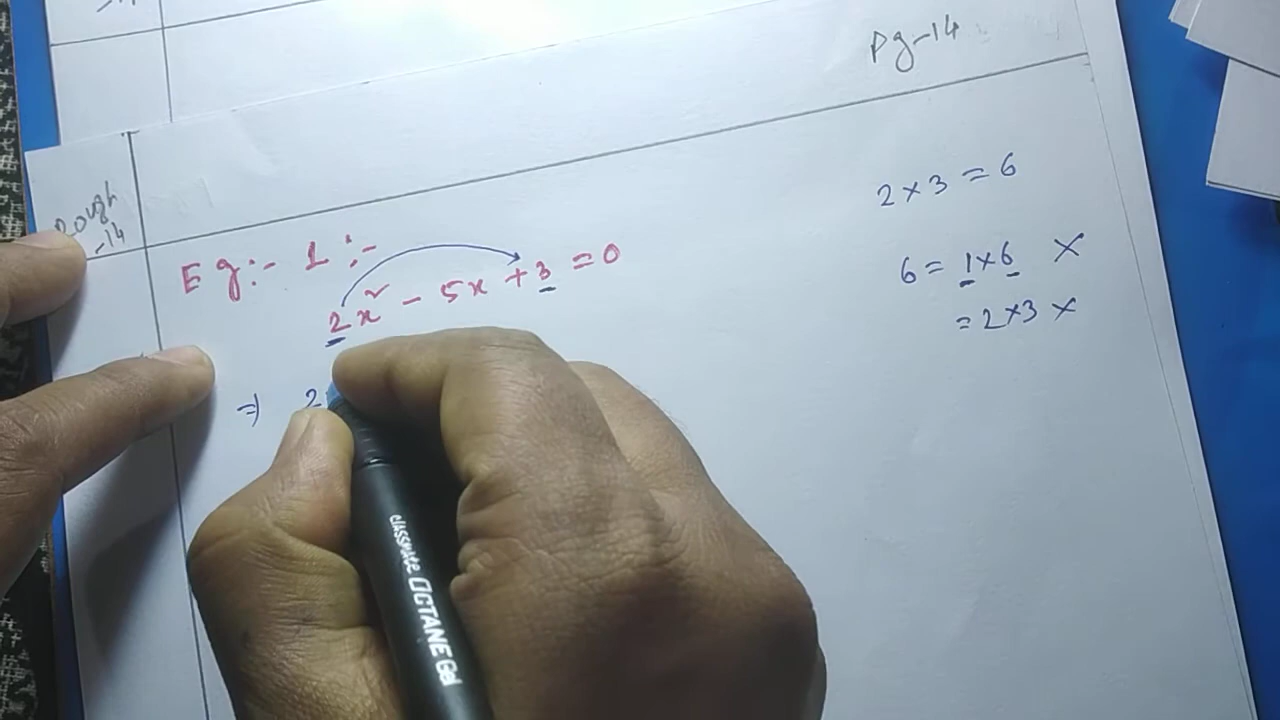 Pg-14
Rough
-14
2×3=6
Eg:- 1:-
2x² - 5x + 3 = 0
6 = 1×6 ×
= 2×3 ×
⇒ 2
classmate OCTANE Gel